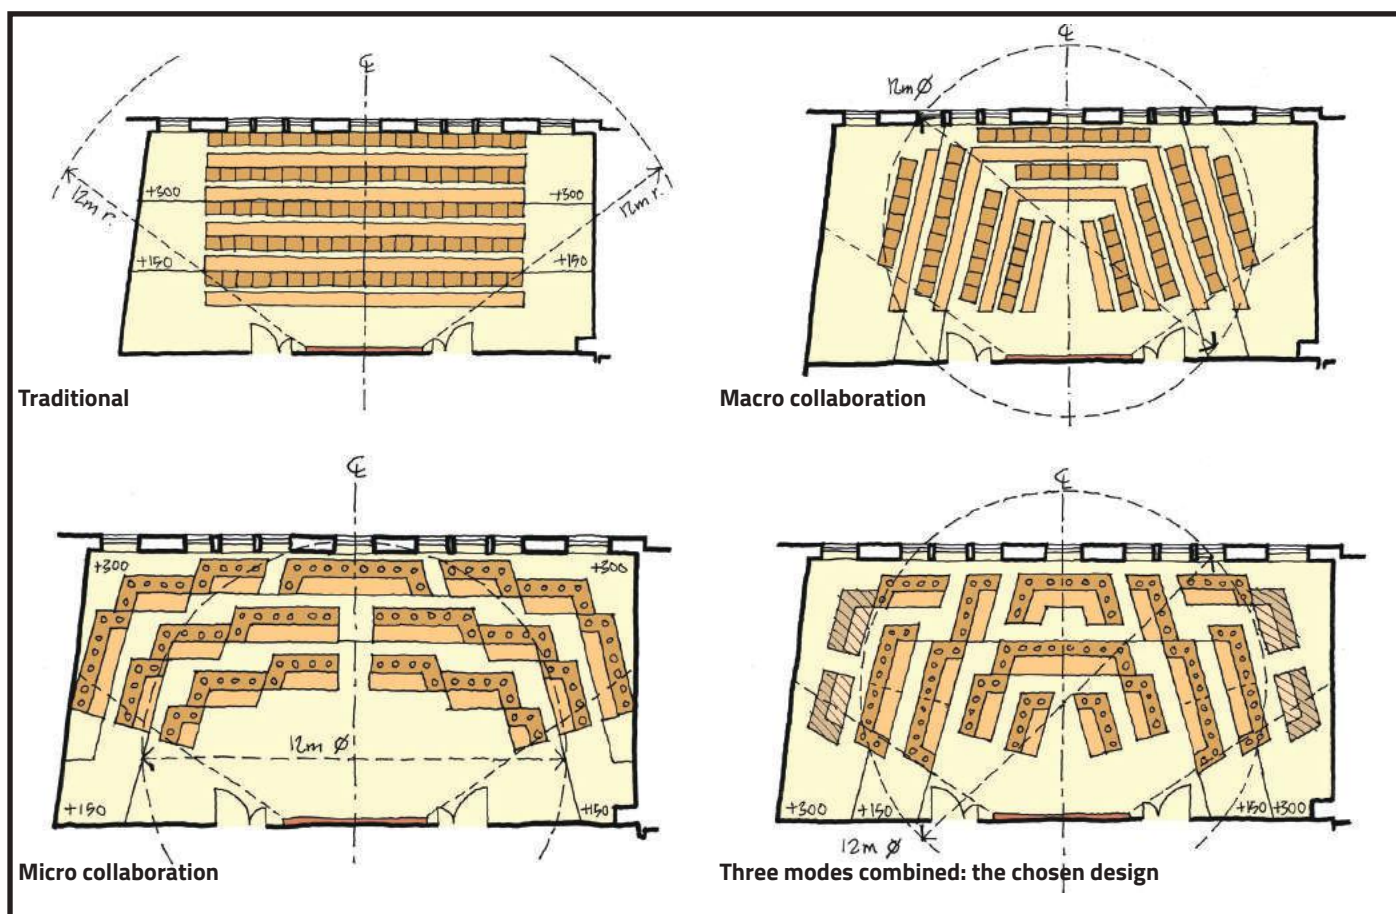 ℄
12m r.
12m r.
+300
+300
+150
+150
Traditional
℄
12m Ø
Macro collaboration
℄
+300
+300
12m Ø
+150
+150
Micro collaboration
℄
+300
+150
+150
+300
12m Ø
Three modes combined: the chosen design